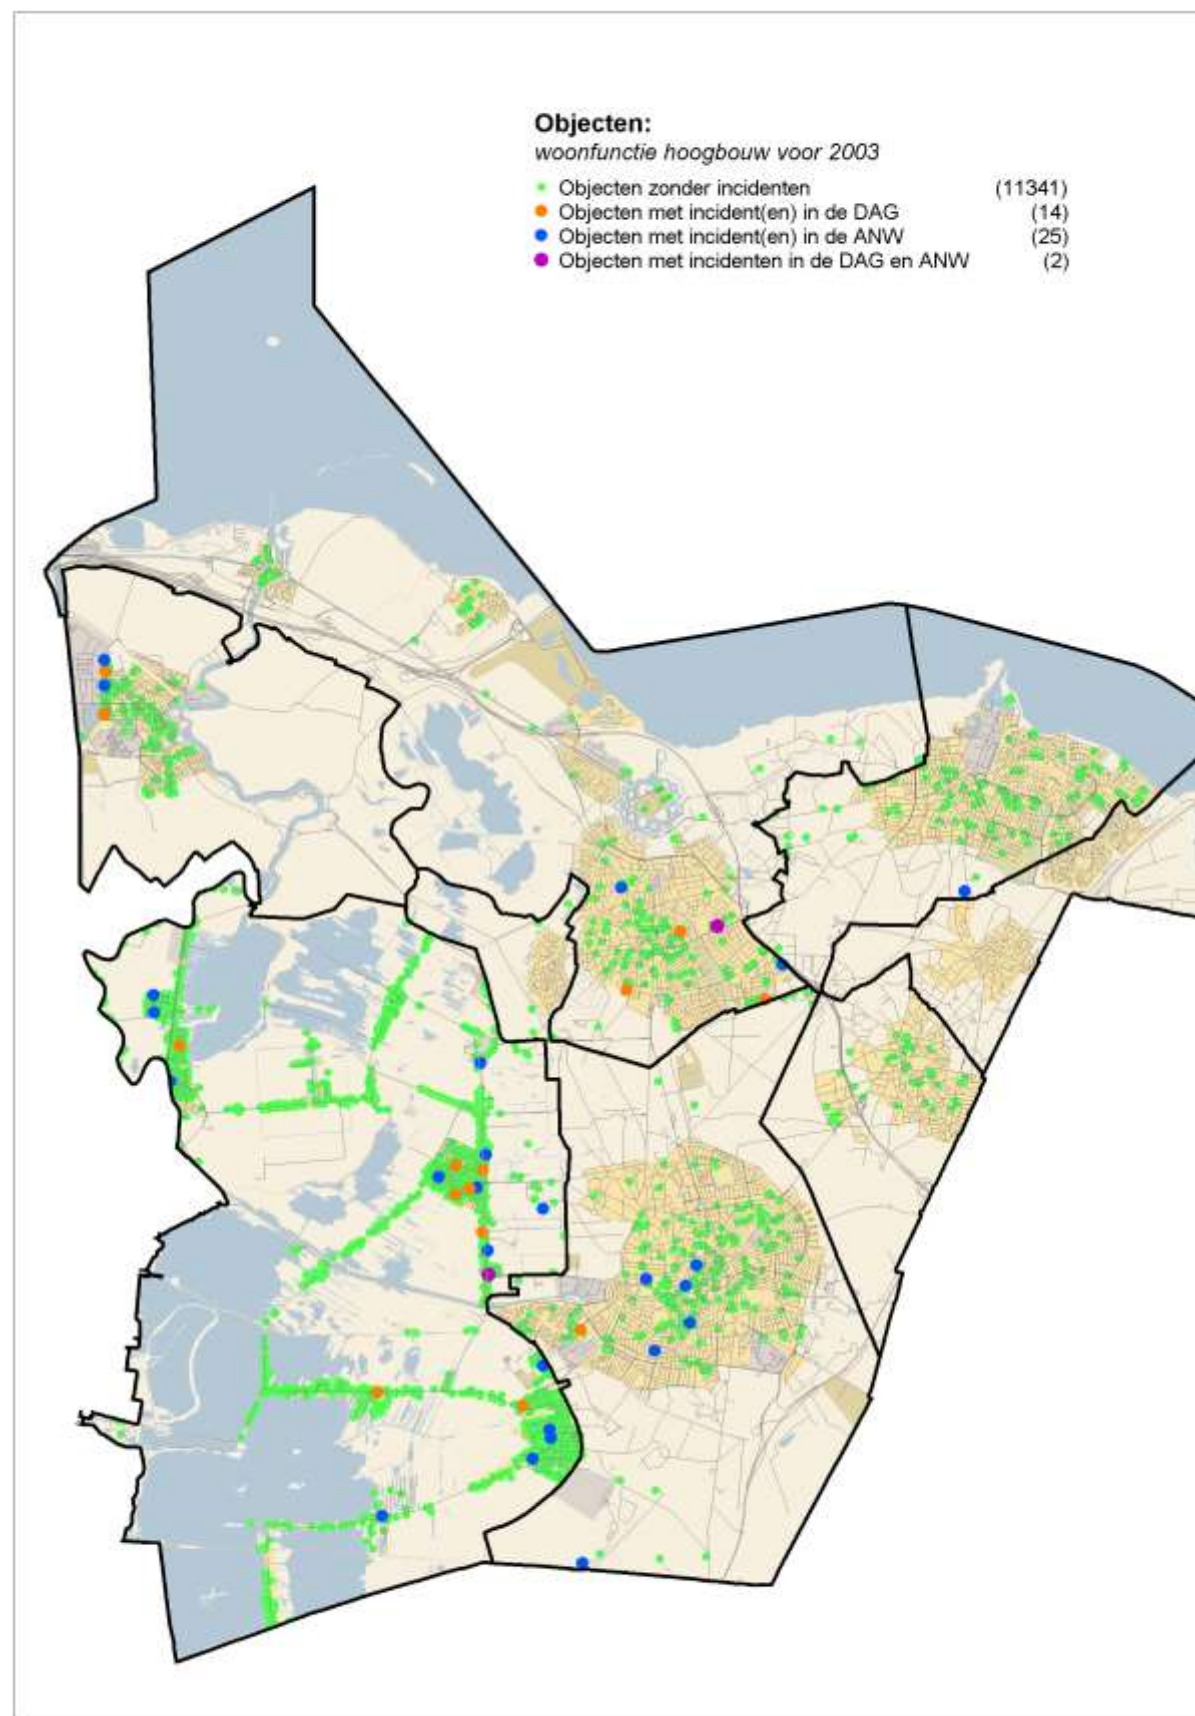 Objecten:
woonfunctie hoogbouw voor 2003
Objecten zonder incidenten (11341)
Objecten met incident(en) in de DAG (14)
Objecten met incident(en) in de ANW (25)
Objecten met incidenten in de DAG en ANW (2)